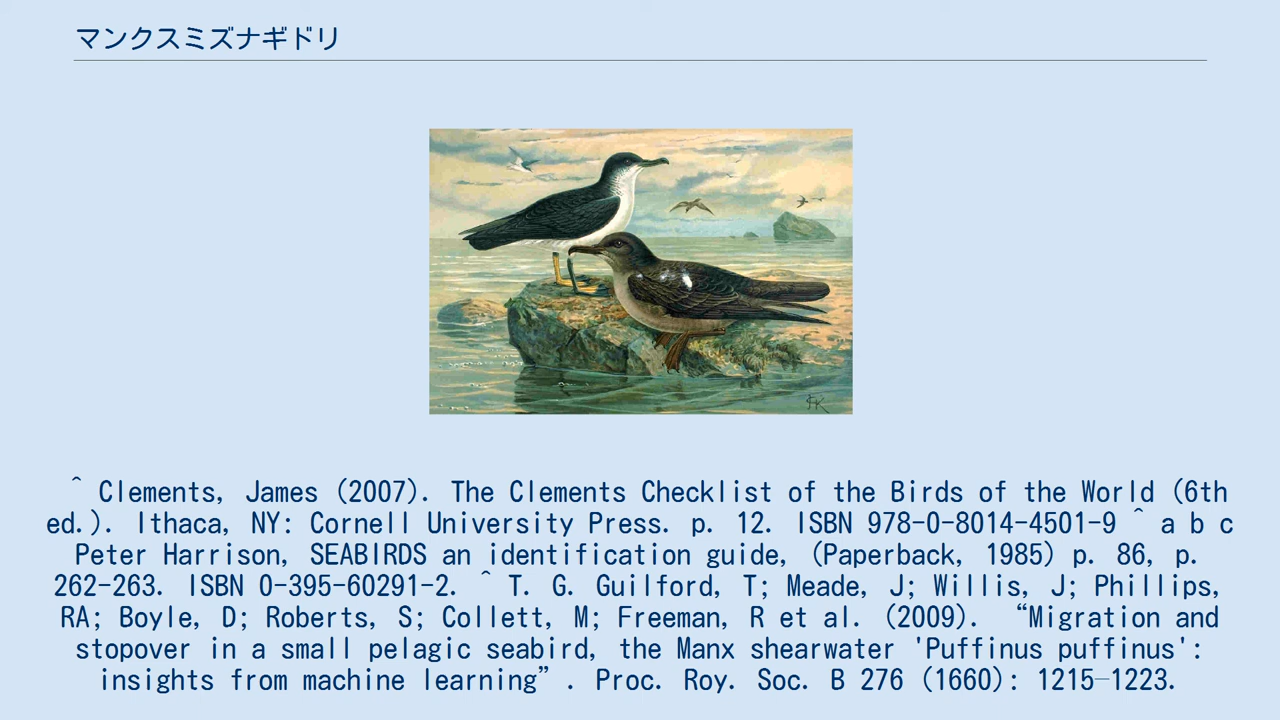 マンクスミズナギドリ
^ Clements, James (2007). The Clements Checklist of the Birds of the World (6th
ed.). Ithaca, NY: Cornell University Press. p. 12. ISBN 978-0-8014-4501-9 ^ a b c
Peter Harrison, SEABIRDS an identification guide, (Paperback, 1985) p. 86, p.
262-263. ISBN 0-395-60291-2. ^ T. G. Guilford, T; Meade, J; Willis, J; Phillips,
RA; Boyle, D; Roberts, S; Collett, M; Freeman, R et al. (2009). “Migration and
stopover in a small pelagic seabird, the Manx shearwater 'Puffinus puffinus':
insights from machine learning”. Proc. Roy. Soc. B 276 (1660): 1215–1223.